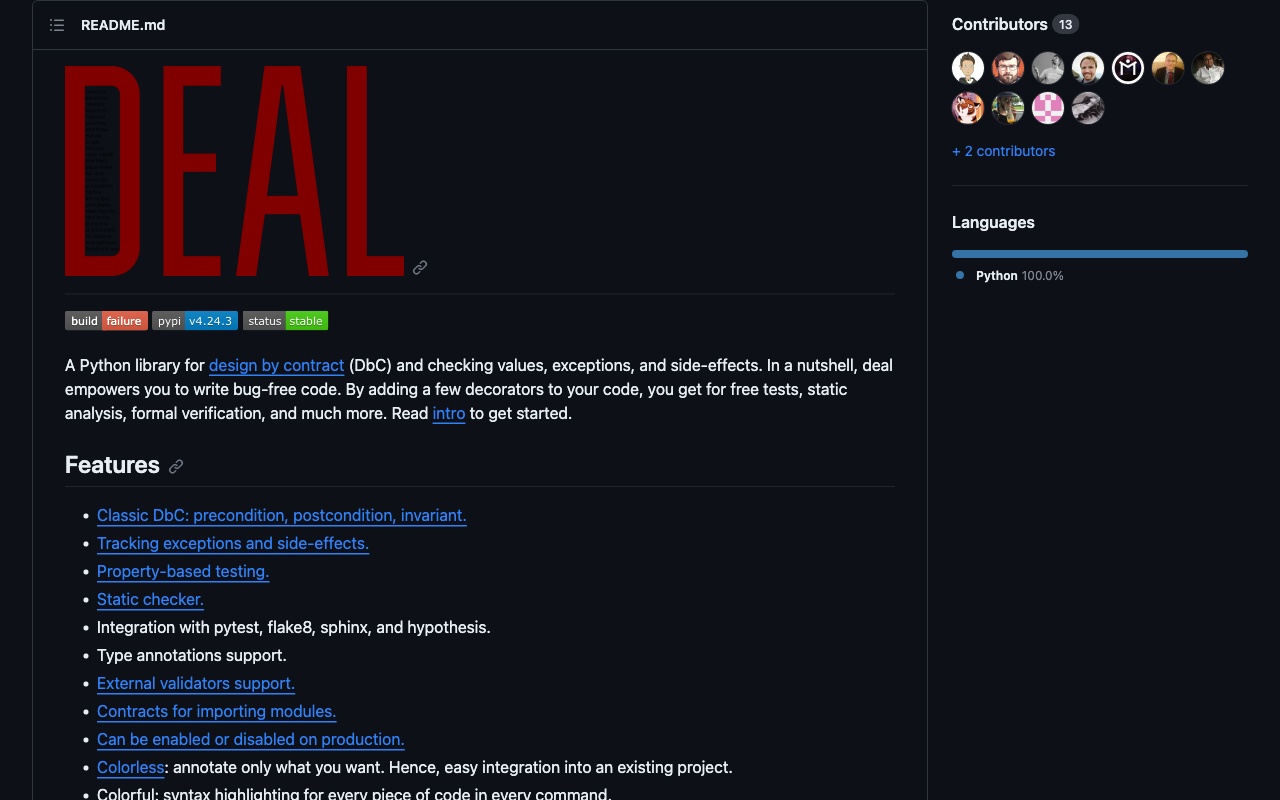 README.md
DEAL
build failure
pypi v4.24.3
status stable
A Python library for design by contract (DbC) and checking values, exceptions, and side-effects. In a nutshell, deal
empowers you to write bug-free code. By adding a few decorators to your code, you get for free tests, static
analysis, formal verification, and much more. Read intro to get started.
Features
• Classic DbC: precondition, postcondition, invariant.
• Tracking exceptions and side-effects.
• Property-based testing.
• Static checker.
• Integration with pytest, flake8, sphinx, and hypothesis.
• Type annotations support.
• External validators support.
• Contracts for importing modules.
• Can be enabled or disabled on production.
• Colorless: annotate only what you want. Hence, easy integration into an existing project.
• Colorful: syntax highlighting for every piece of code in every command.
Contributors 13
+ 2 contributors
Languages
Python 100.0%